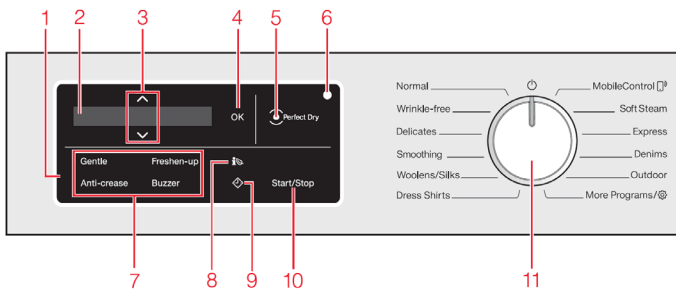 1 2 3 4 5 6
OK
Perfect Dry
Gentle Freshen-up
Anti-crease Buzzer
Start/Stop
Normal
Wrinkle-free
Delicates
Smoothing
Woolens/Silks
Dress Shirts
MobileControl
Soft Steam
Express
Denims
Outdoor
More Programs/
7 8 9 10 11